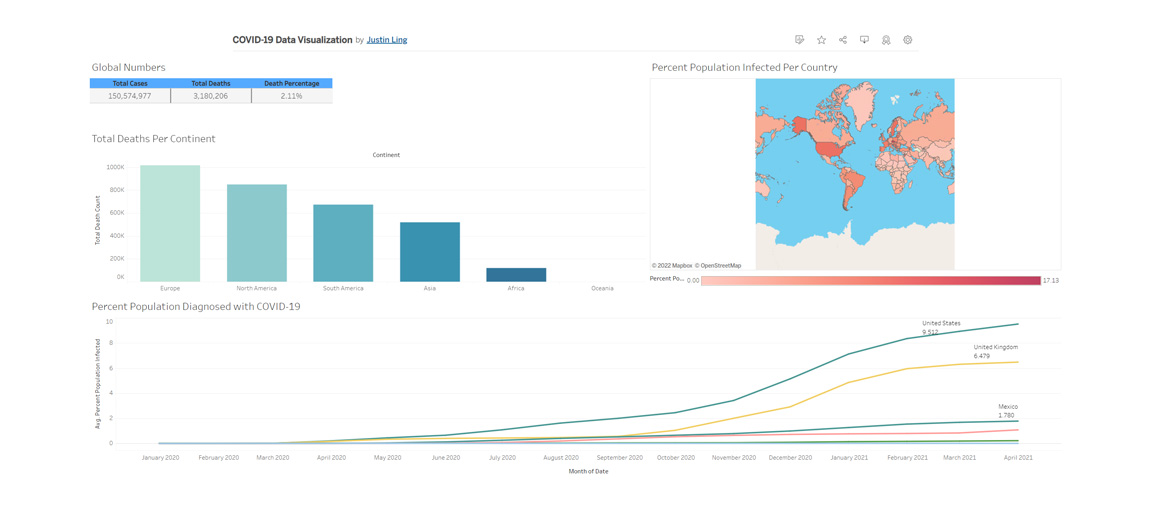 COVID-19 Data Visualization by Justin Ling
Global Numbers
Total Cases Total Deaths Death Percentage
150,574,977 3,180,206 2.11%
Total Deaths Per Continent
Continent
Total Death Count
1000K
800K
600K
400K
200K
0K
Europe North America South America Asia Africa Oceania
Percent Population Infected Per Country
© 2022 Mapbox © OpenStreetMap
Percent Po... 0.00 17.13
Percent Population Diagnosed with COVID-19
Avg. Percent Population Infected
10
8
6
4
2
0
United States
9.512
United Kingdom
6.479
Mexico
1.780
January 2020 February 2020 March 2020 April 2020 May 2020 June 2020 July 2020 August 2020 September 2020 October 2020 November 2020 December 2020 January 2021 February 2021 March 2021 April 2021
Month of Date